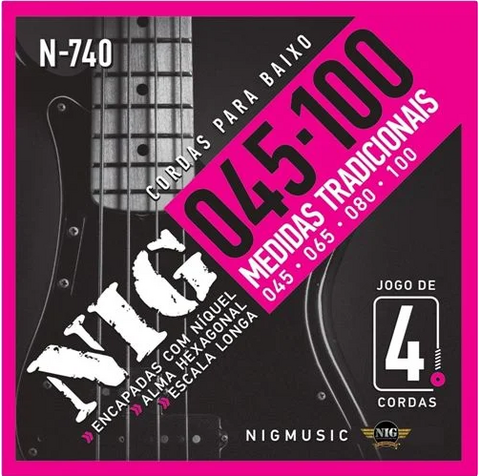 N-740
CORDAS PARA BAIXO
045-100
MEDIDAS TRADICIONAIS
045 · 065 · 080 · 100
NIG
ENCAPADAS COM NÍQUEL
ALMA HEXAGONAL
ESCALA LONGA
JOGO DE
4
CORDAS
NIGMUSIC
NIG